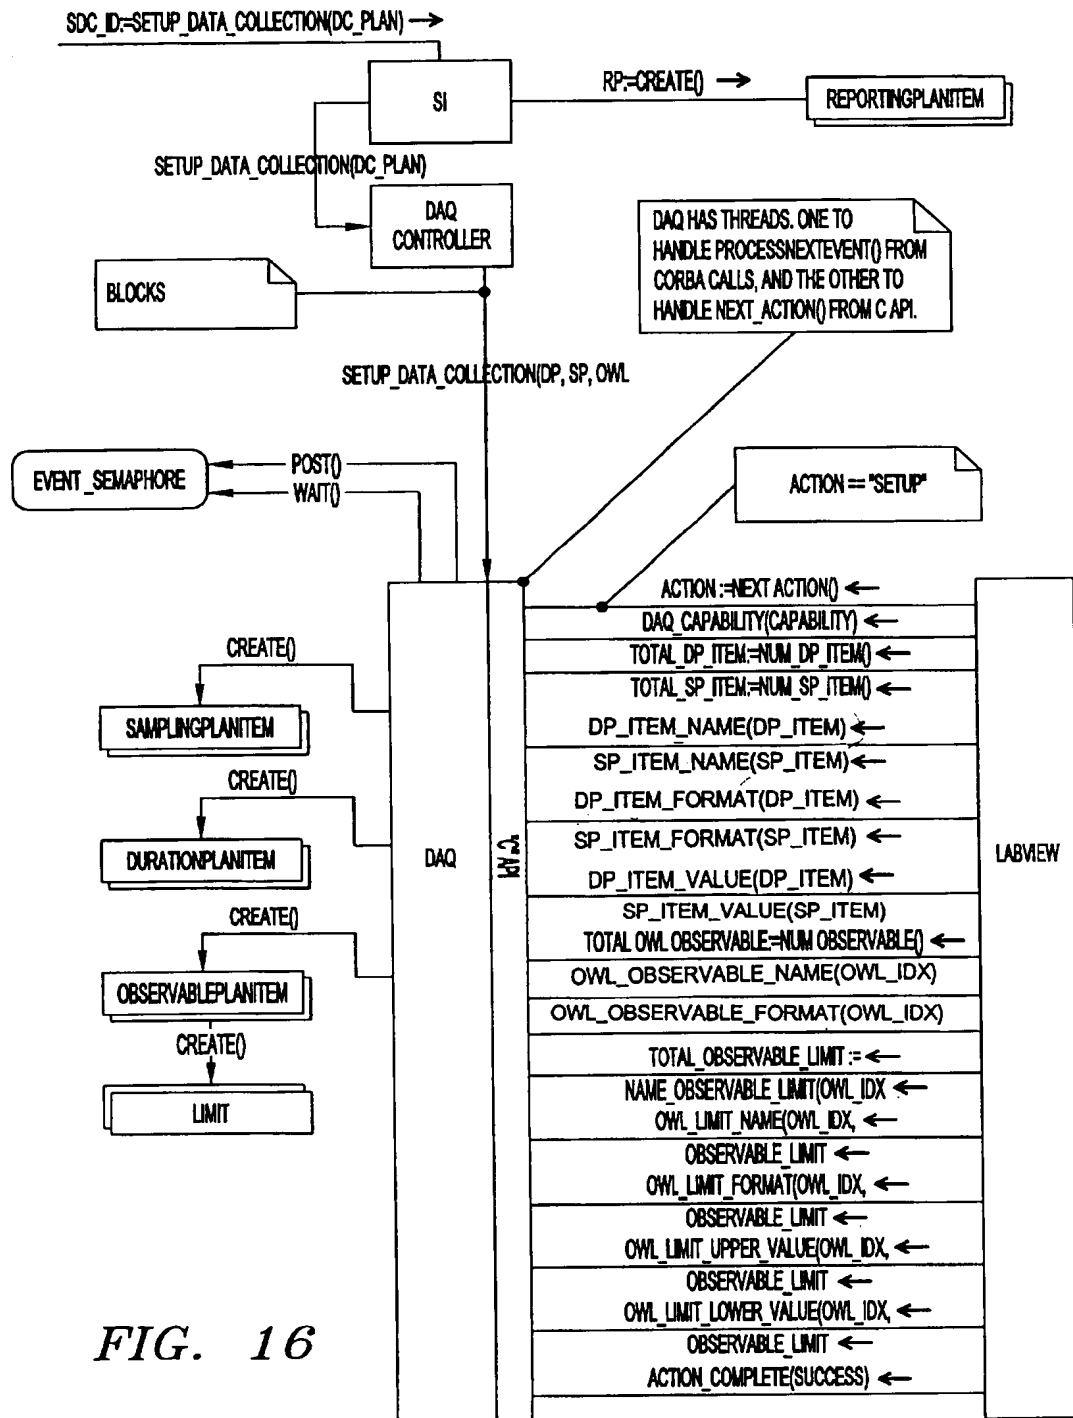 SDC_ID:=SETUP_DATA_COLLECTION(DC_PLAN) →
SI
RP:=CREATE() →
REPORTINGPLANITEM
SETUP_DATA_COLLECTION(DC_PLAN)
DAQ
CONTROLLER
BLOCKS
DAQ HAS THREADS. ONE TO
HANDLE PROCESSNEXTEVENT() FROM
CORBA CALLS, AND THE OTHER TO
HANDLE NEXT_ACTION() FROM C API.
SETUP_DATA_COLLECTION(DP, SP, OWL
EVENT_SEMAPHORE
POST()
WAIT()
ACTION == "SETUP"
CREATE()
SAMPLINGPLANITEM
CREATE()
DURATIONPLANITEM
CREATE()
OBSERVABLEPLANITEM
CREATE()
LIMIT
DAQ
API
ACTION :=NEXT ACTION() ←
DAQ_CAPABILITY(CAPABILITY) ←
TOTAL_DP_ITEM:=NUM_DP_ITEM() ←
TOTAL_SP_ITEM:=NUM_SP_ITEM() ←
DP_ITEM_NAME(DP_ITEM) ←
SP_ITEM_NAME(SP_ITEM) ←
DP_ITEM_FORMAT(DP_ITEM) ←
SP_ITEM_FORMAT(SP_ITEM) ←
DP_ITEM_VALUE(DP_ITEM) ←
SP_ITEM_VALUE(SP_ITEM)
TOTAL OWL OBSERVABLE:=NUM OBSERVABLE() ←
OWL_OBSERVABLE_NAME(OWL_IDX)
OWL_OBSERVABLE_FORMAT(OWL_IDX)
TOTAL_OBSERVABLE_LIMIT := ←
NAME_OBSERVABLE_LIMIT(OWL_IDX ←
OWL_LIMIT_NAME(OWL_IDX, ←
OBSERVABLE_LIMIT ←
OWL_LIMIT_FORMAT(OWL_IDX, ←
OBSERVABLE_LIMIT ←
OWL_LIMIT_UPPER_VALUE(OWL_IDX, ←
OBSERVABLE_LIMIT ←
OWL_LIMIT_LOWER_VALUE(OWL_IDX, ←
OBSERVABLE_LIMIT ←
ACTION_COMPLETE(SUCCESS) ←
LABVIEW
FIG. 16